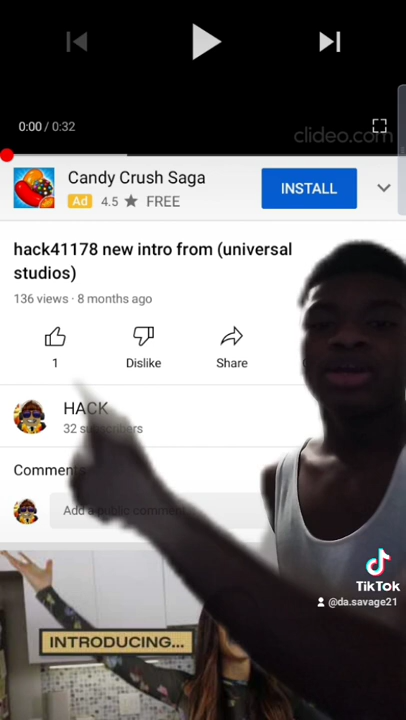 0:00 / 0:32
clideo.com
Candy Crush Saga
INSTALL
Ad 4.5 ★ FREE
hack41178 new intro from (universal
studios)
136 views · 8 months ago
1
Dislike
Share
HACK
32 subscribers
Comments
Add a public comment...
TikTok
@da.savage21
INTRODUCING...